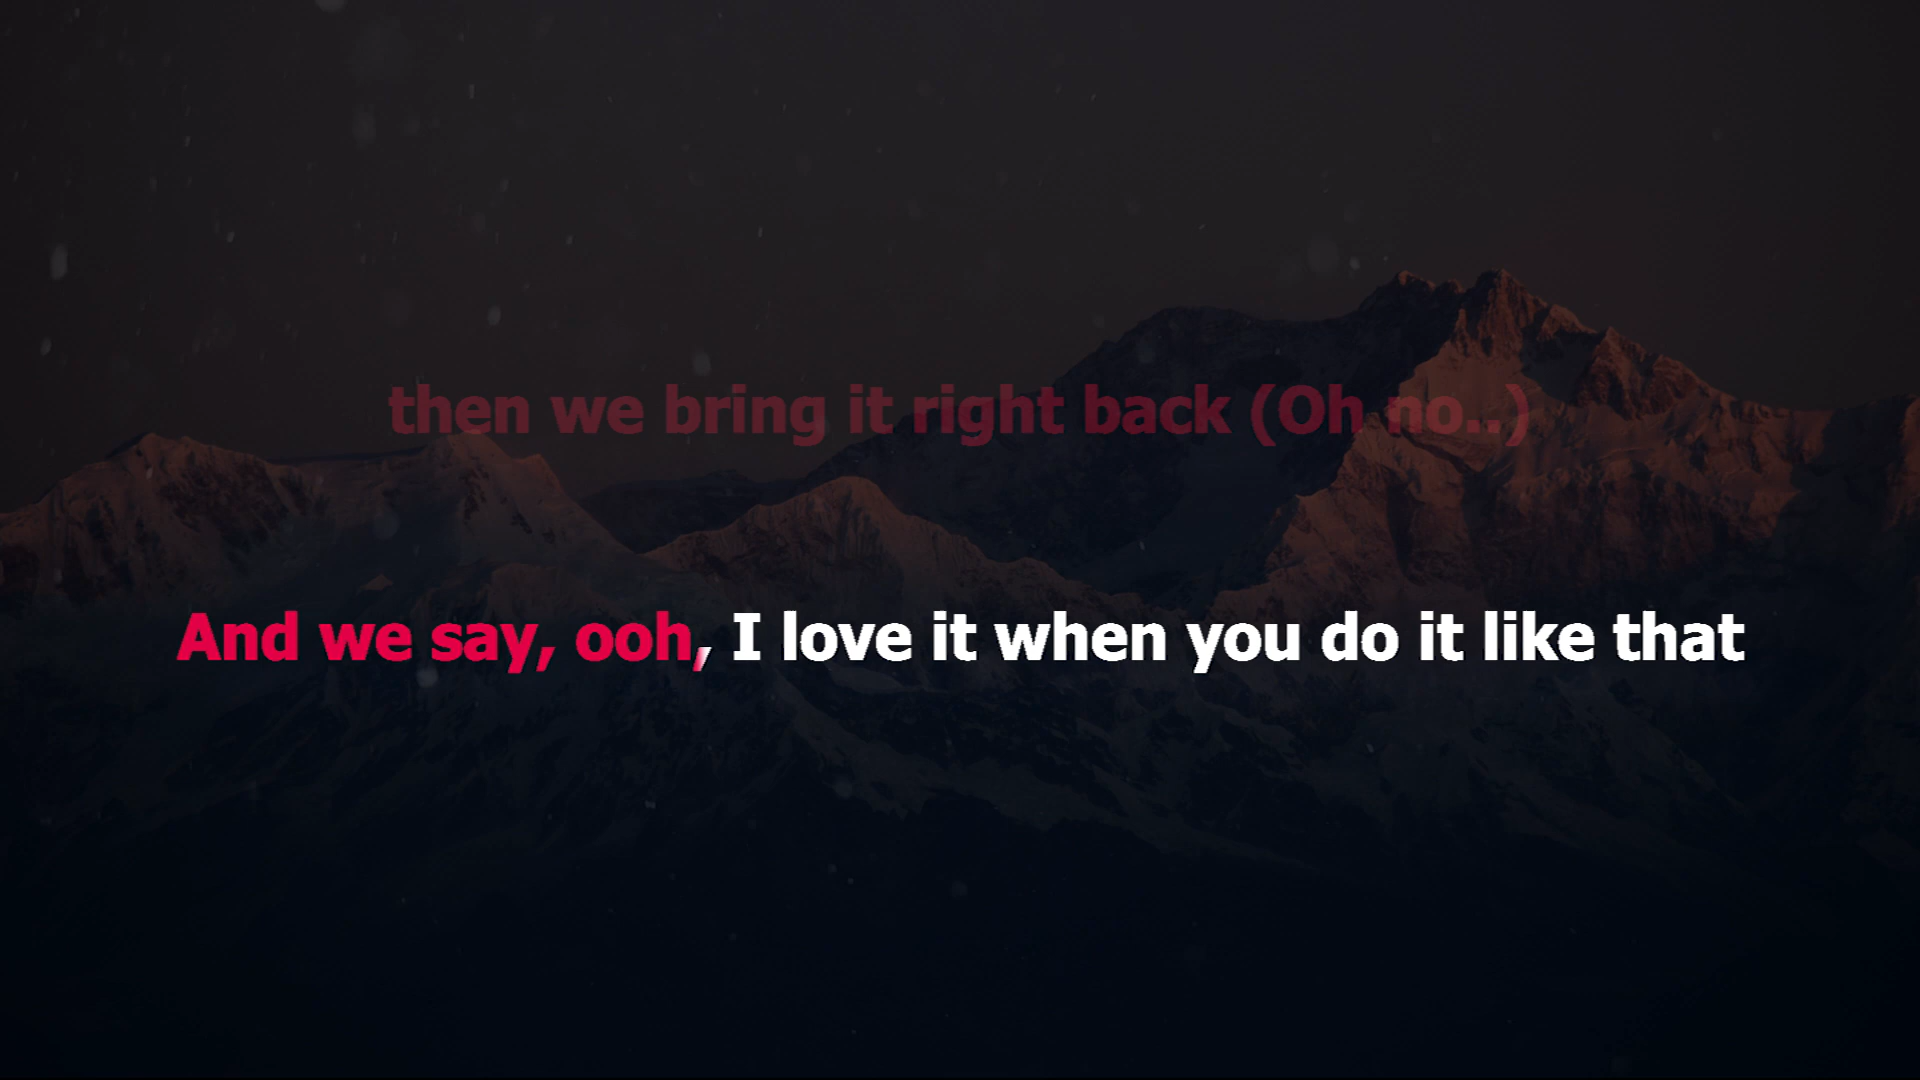 then we bring it right back (Oh no..)
And we say, ooh, I love it when you do it like that